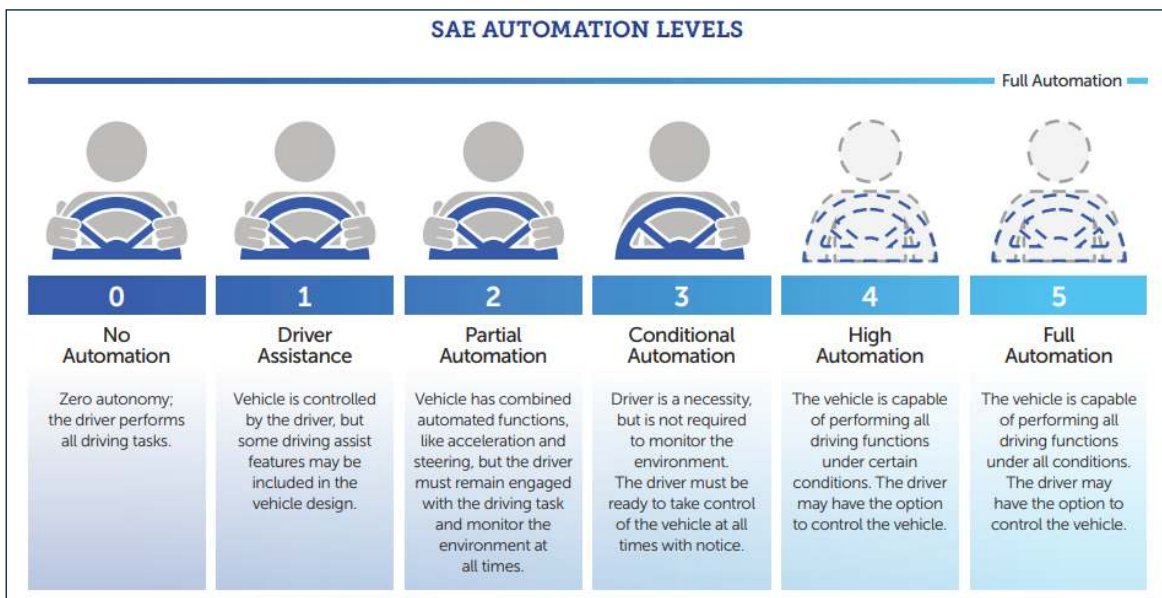 SAE AUTOMATION LEVELS
Full Automation
0
No
Automation
Zero autonomy;
the driver performs
all driving tasks.
1
Driver
Assistance
Vehicle is controlled
by the driver, but
some driving assist
features may be
included in the
vehicle design.
2
Partial
Automation
Vehicle has combined
automated functions,
like acceleration and
steering, but the driver
must remain engaged
with the driving task
and monitor the
environment at
all times.
3
Conditional
Automation
Driver is a necessity,
but is not required
to monitor the
environment.
The driver must be
ready to take control
of the vehicle at all
times with notice.
4
High
Automation
The vehicle is capable
of performing all
driving functions
under certain
conditions. The driver
may have the option
to control the vehicle.
5
Full
Automation
The vehicle is capable
of performing all
driving functions
under all conditions.
The driver may
have the option to
control the vehicle.